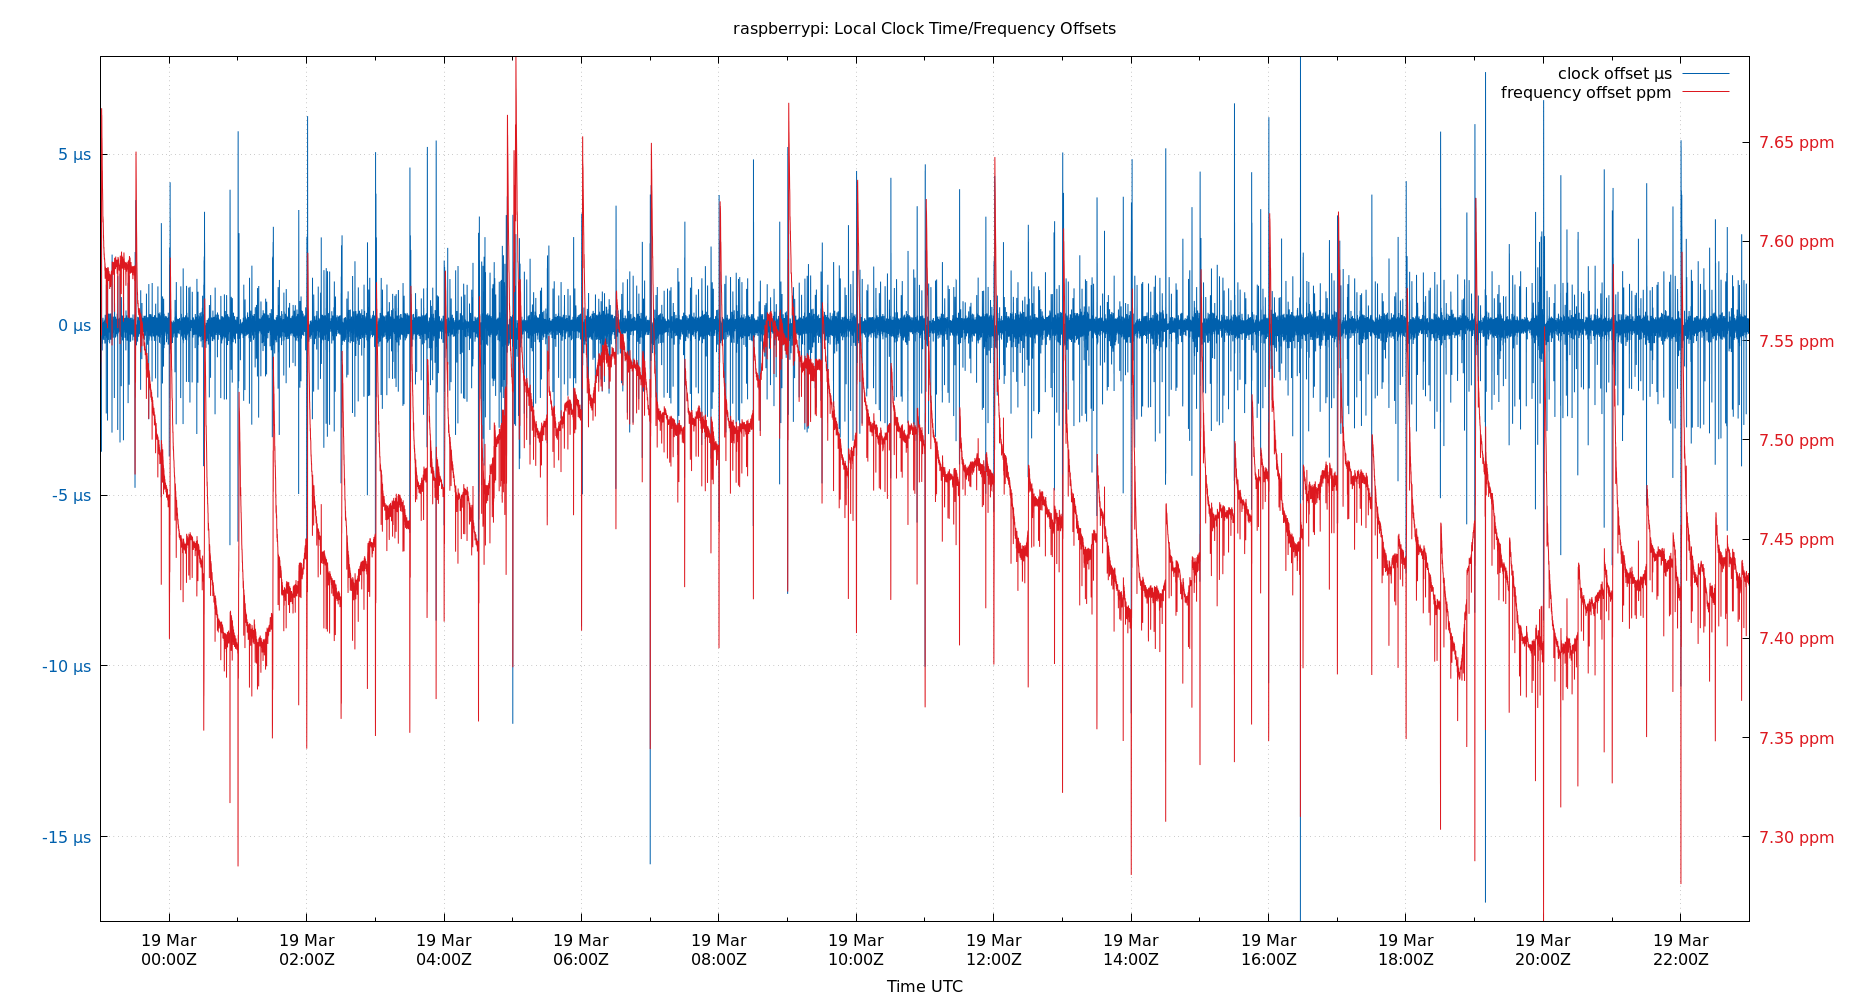 raspberrypi: Local Clock Time/Frequency Offsets
clock offset µs
frequency offset ppm
5 µs
0 µs
-5 µs
-10 µs
-15 µs
7.65 ppm
7.60 ppm
7.55 ppm
7.50 ppm
7.45 ppm
7.40 ppm
7.35 ppm
7.30 ppm
19 Mar 19 Mar 19 Mar 19 Mar 19 Mar 19 Mar 19 Mar 19 Mar 19 Mar 19 Mar 19 Mar 19 Mar
00:00Z 02:00Z 04:00Z 06:00Z 08:00Z 10:00Z 12:00Z 14:00Z 16:00Z 18:00Z 20:00Z 22:00Z
Time UTC